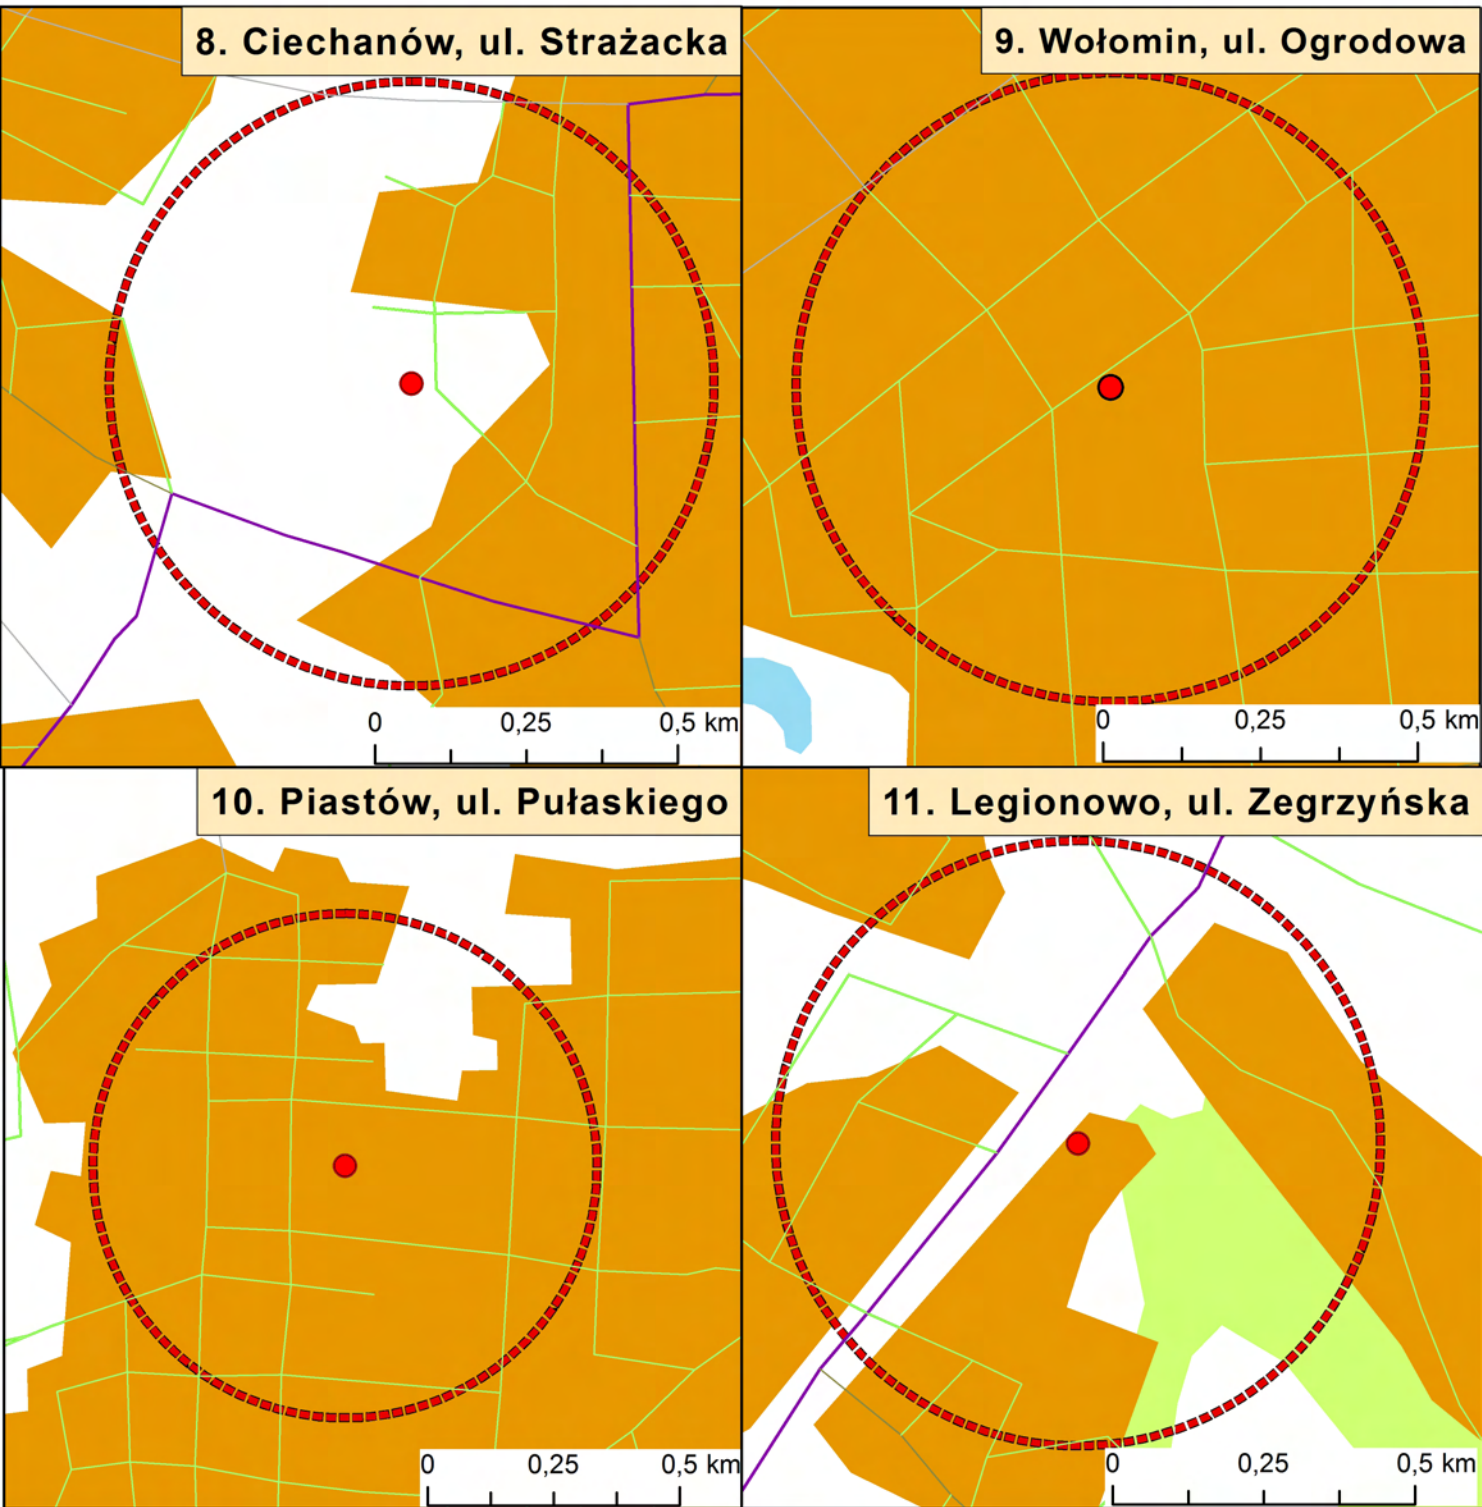 8. Ciechanów, ul. Strażacka
9. Wołomin, ul. Ogrodowa
0 0,25 0,5 km
0 0,25 0,5 km
10. Piastów, ul. Pułaskiego
11. Legionowo, ul. Zegrzyńska
0 0,25 0,5 km
0 0,25 0,5 km